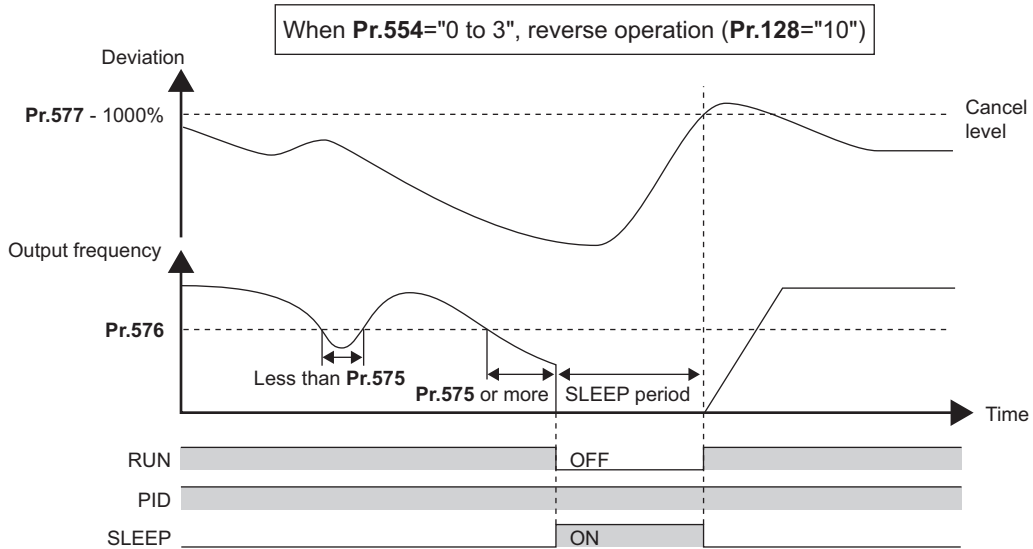 When Pr.554="0 to 3", reverse operation (Pr.128="10")
Deviation
Pr.577 - 1000%
Cancel
level
Output frequency
Pr.576
Less than Pr.575
Pr.575 or more
SLEEP period
Time
RUN
OFF
PID
SLEEP
ON